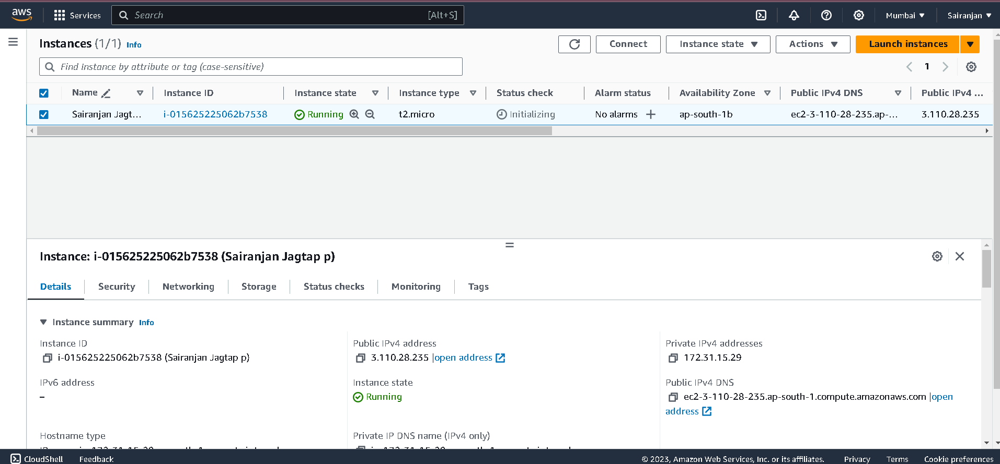 aws
Services
Search [Alt+S]
Mumbai
Sairanjan
Instances (1/1) Info
Connect
Instance state
Actions
Launch instances
Find Instance by attribute or tag (case-sensitive)
1
Name Instance ID Instance state Instance type Status check Alarm status Availability Zone Public IPv4 DNS Public IPv4 ...
Sairanjan Jagt... i-015625225062b7538 Running t2.micro Initializing No alarms + ap-south-1b ec2-3-110-28-235.ap-... 3.110.28.235
Instance: i-015625225062b7538 (Sairanjan Jagtap p)
Details Security Networking Storage Status checks Monitoring Tags
Instance summary Info
Instance ID
i-015625225062b7538 (Sairanjan Jagtap p)
Public IPv4 address
3.110.28.235 |open address
Private IPv4 addresses
172.31.15.29
IPv6 address
–
Instance state
Running
Public IPv4 DNS
ec2-3-110-28-235.ap-south-1.compute.amazonaws.com |open
address
Hostname type
Private IP DNS name (IPv4 only)
CloudShell Feedback © 2023, Amazon Web Services, Inc. or its affiliates. Privacy Terms Cookie preferences